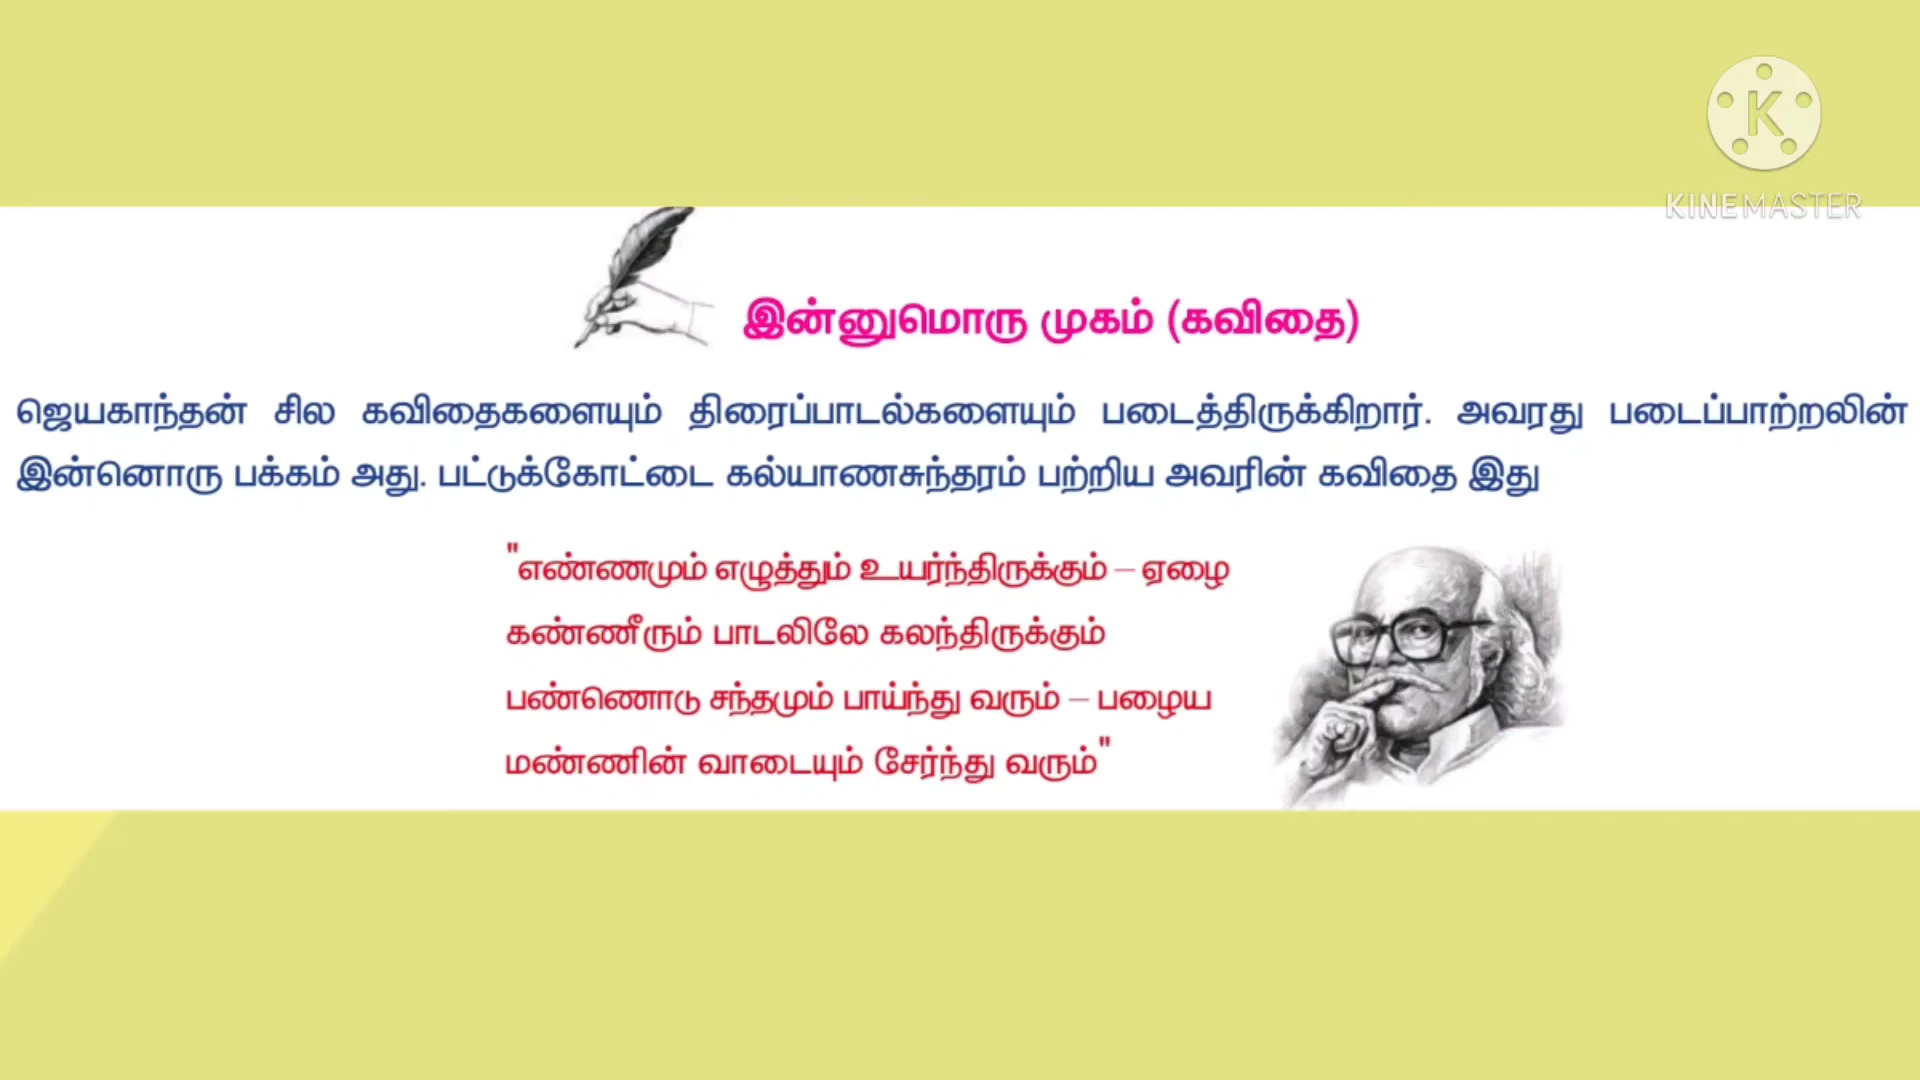 K
KINEMASTER
இன்னுமொரு முகம் (கவிதை)
ஜெயகாந்தன் சில கவிதைகளையும் திரைப்பாடல்களையும் படைத்திருக்கிறார். அவரது படைப்பாற்றலின்
இன்னொரு பக்கம் அது. பட்டுக்கோட்டை கல்யாணசுந்தரம் பற்றிய அவரின் கவிதை இது
"எண்ணமும் எழுத்தும் உயர்ந்திருக்கும் – ஏழை
கண்ணீரும் பாடலிலே கலந்திருக்கும்
பண்ணொடு சந்தமும் பாய்ந்து வரும் – பழைய
மண்ணின் வாடையும் சேர்ந்து வரும்"